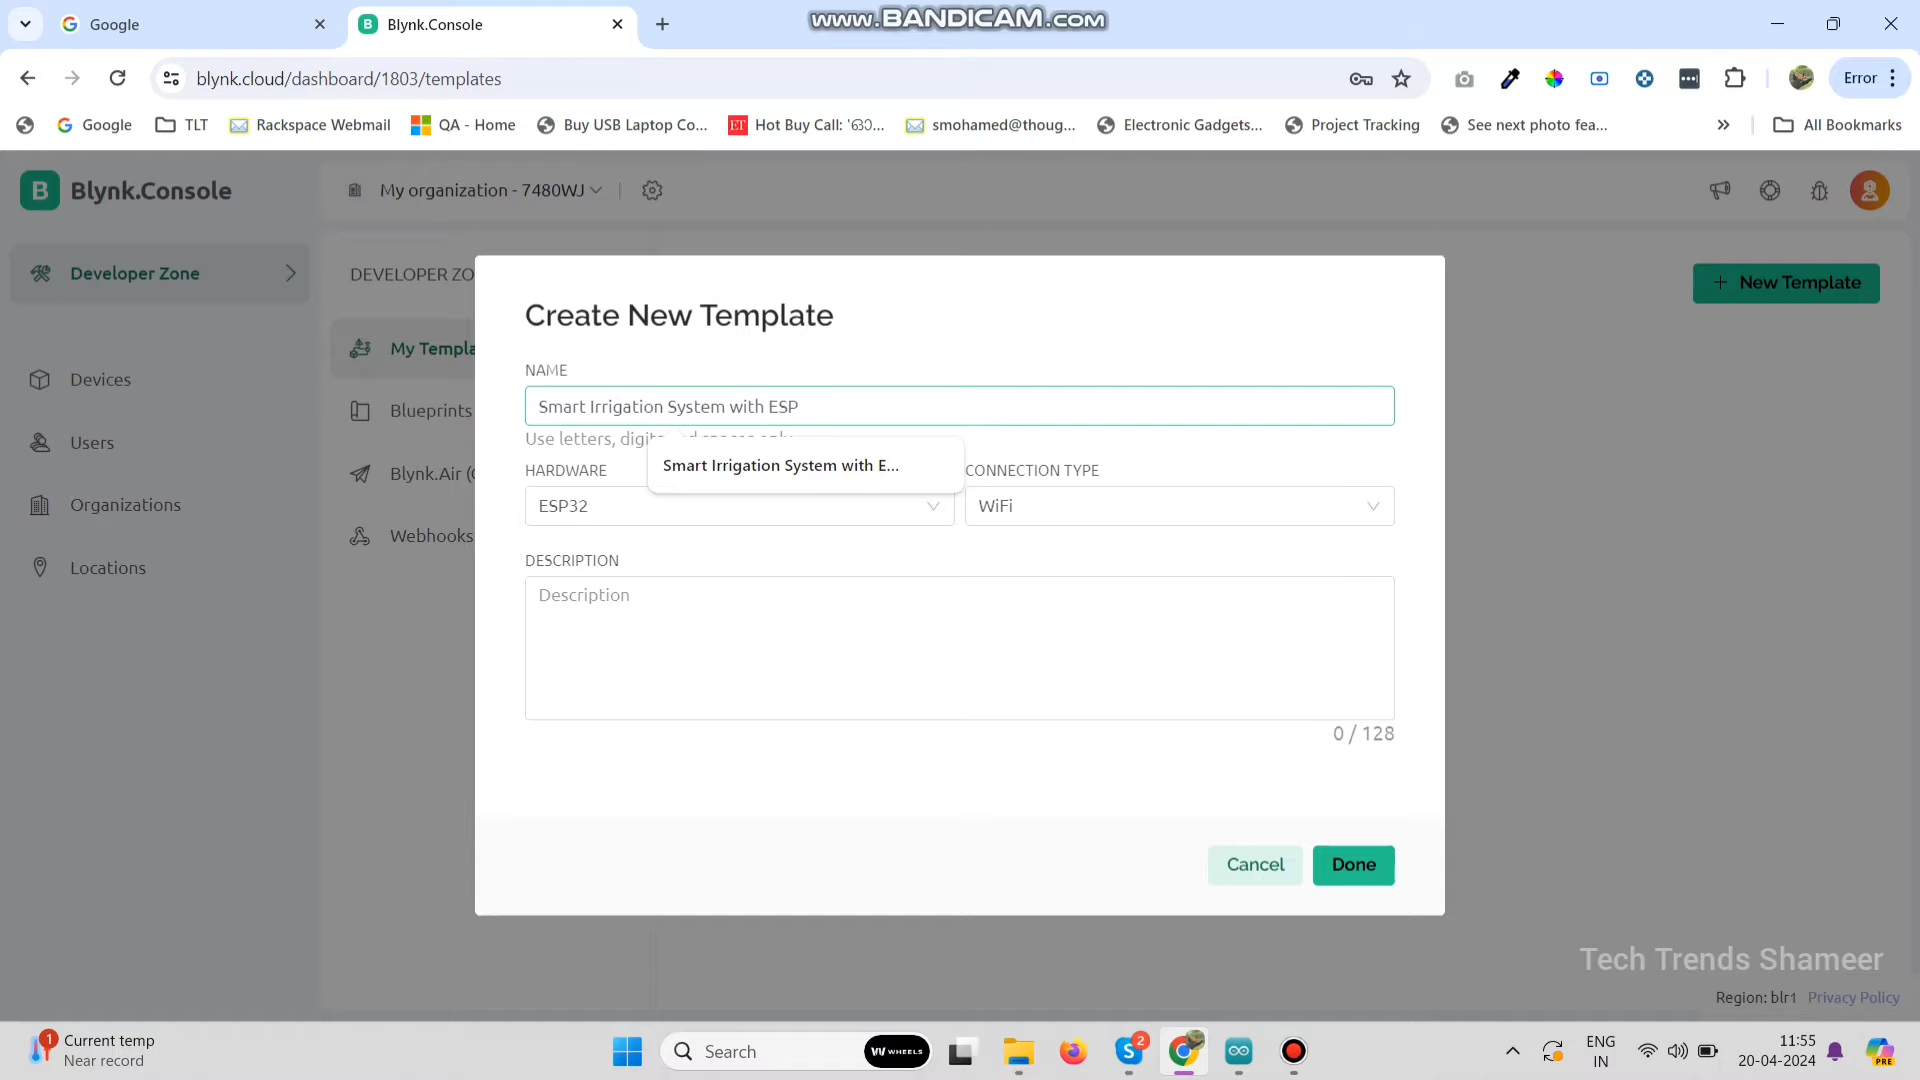 Google
Blynk.Console
www.BANDICAM.com
blynk.cloud/dashboard/1803/templates
Error
Google
TLT
Rackspace Webmail
QA - Home
Buy USB Laptop Co...
Hot Buy Call: 'ഓ...
smohamed@thoug...
Electronic Gadgets...
Project Tracking
See next photo fea...
All Bookmarks
B Blynk.Console
My organization - 7480WJ
Developer Zone
DEVELOPER ZO
New Template
Create New Template
NAME
Smart Irrigation System with ESP
Use letters, digit
Smart Irrigation System with E...
HARDWARE
CONNECTION TYPE
ESP32
WiFi
DESCRIPTION
Description
0 / 128
Cancel
Done
My Templa
Blueprints
Blynk.Air (
Webhooks
Devices
Users
Organizations
Locations
Tech Trends Shameer
Region: blr1 Privacy Policy
1
Current temp
Near record
Search
WHEELS
2
ENG
IN
11:55
20-04-2024
PRE